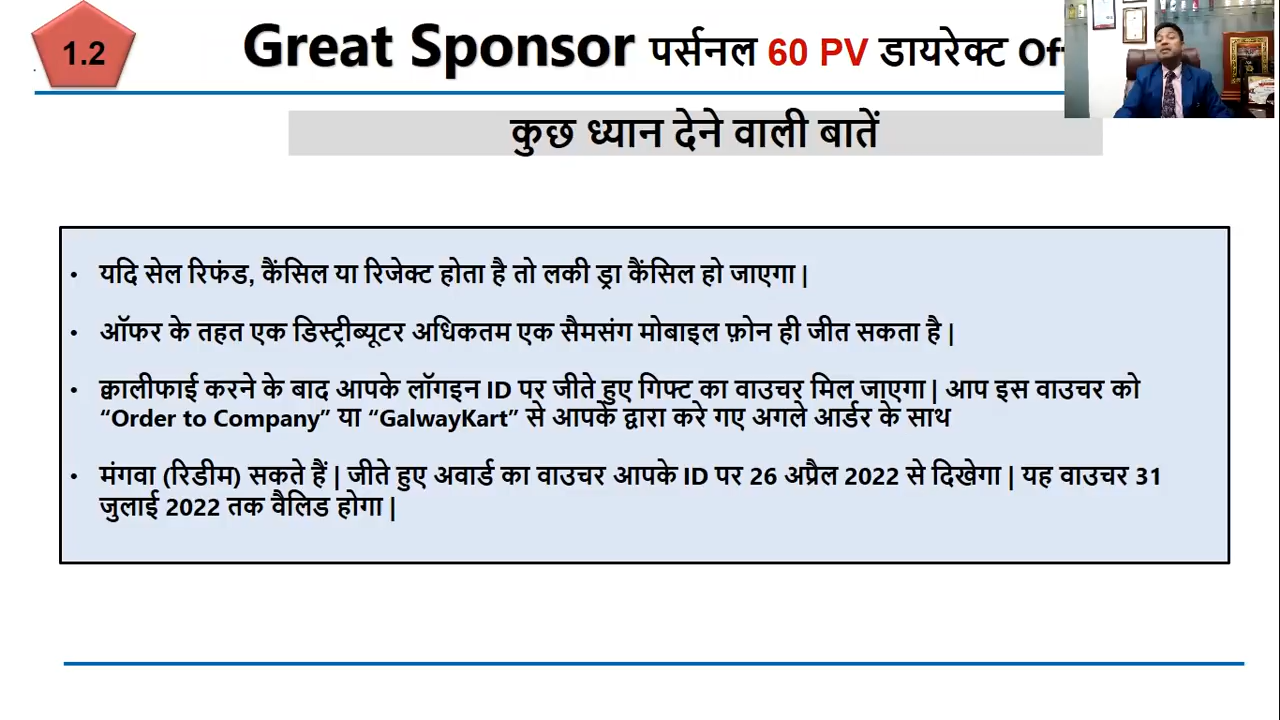 1.2
Great Sponsor पर्सनल 60 PV डायरेक्ट
कुछ ध्यान देने वाली बातें
• यदि सेल रिफंड, कैंसिल या रिजेक्ट होता है तो लकी ड्रा कैंसिल हो जाएगा |
• ऑफर के तहत एक डिस्ट्रीब्यूटर अधिकतम एक सैमसंग मोबाइल फ़ोन ही जीत सकता है |
• क्वालीफाई करने के बाद आपके लॉगइन ID पर जीते हुए गिफ्ट का वाउचर मिल जाएगा | आप इस वाउचर को
“Order to Company” या “GalwayKart” से आपके द्वारा करे गए अगले आर्डर के साथ
• मंगवा (रिडीम) सकते हैं | जीते हुए अवार्ड का वाउचर आपके ID पर 26 अप्रैल 2022 से दिखेगा | यह वाउचर 31
जुलाई 2022 तक वैलिड होगा |